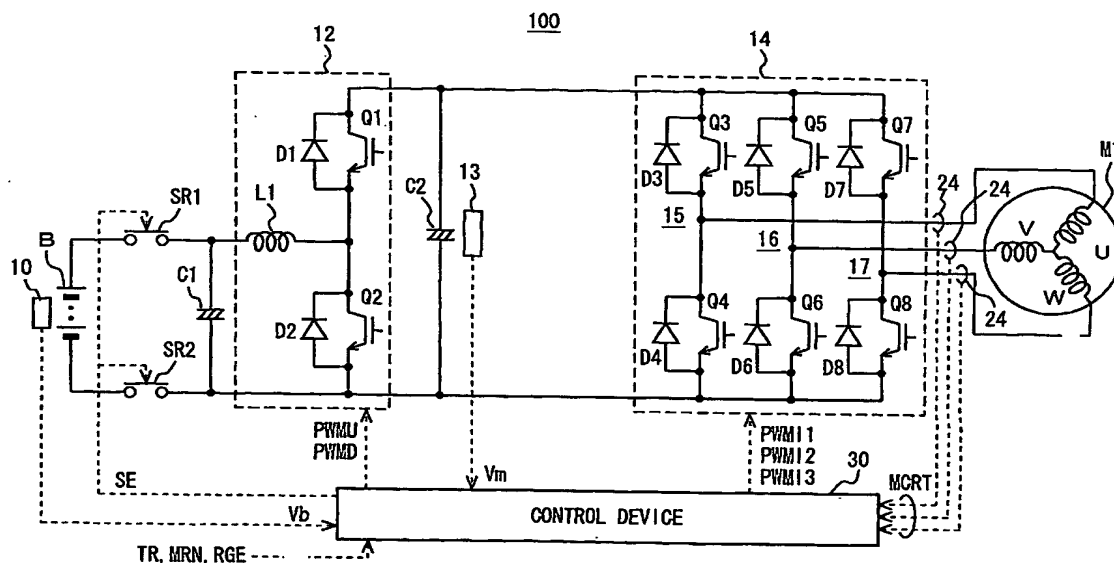 100
12
14
Q1
D1
Q3
Q5
Q7
D3
D5
D7
M1
SR1
L1
C2
13
24
24
15
16
17
V
U
W
24
B
10
C1
Q2
D2
Q4
Q6
Q8
D4
D6
D8
SR2
PWMU
PWMD
PWMI1
PWMI2
PWMI3
SE
Vm
30
MCRT
Vb
CONTROL DEVICE
TR, MRN, RGE